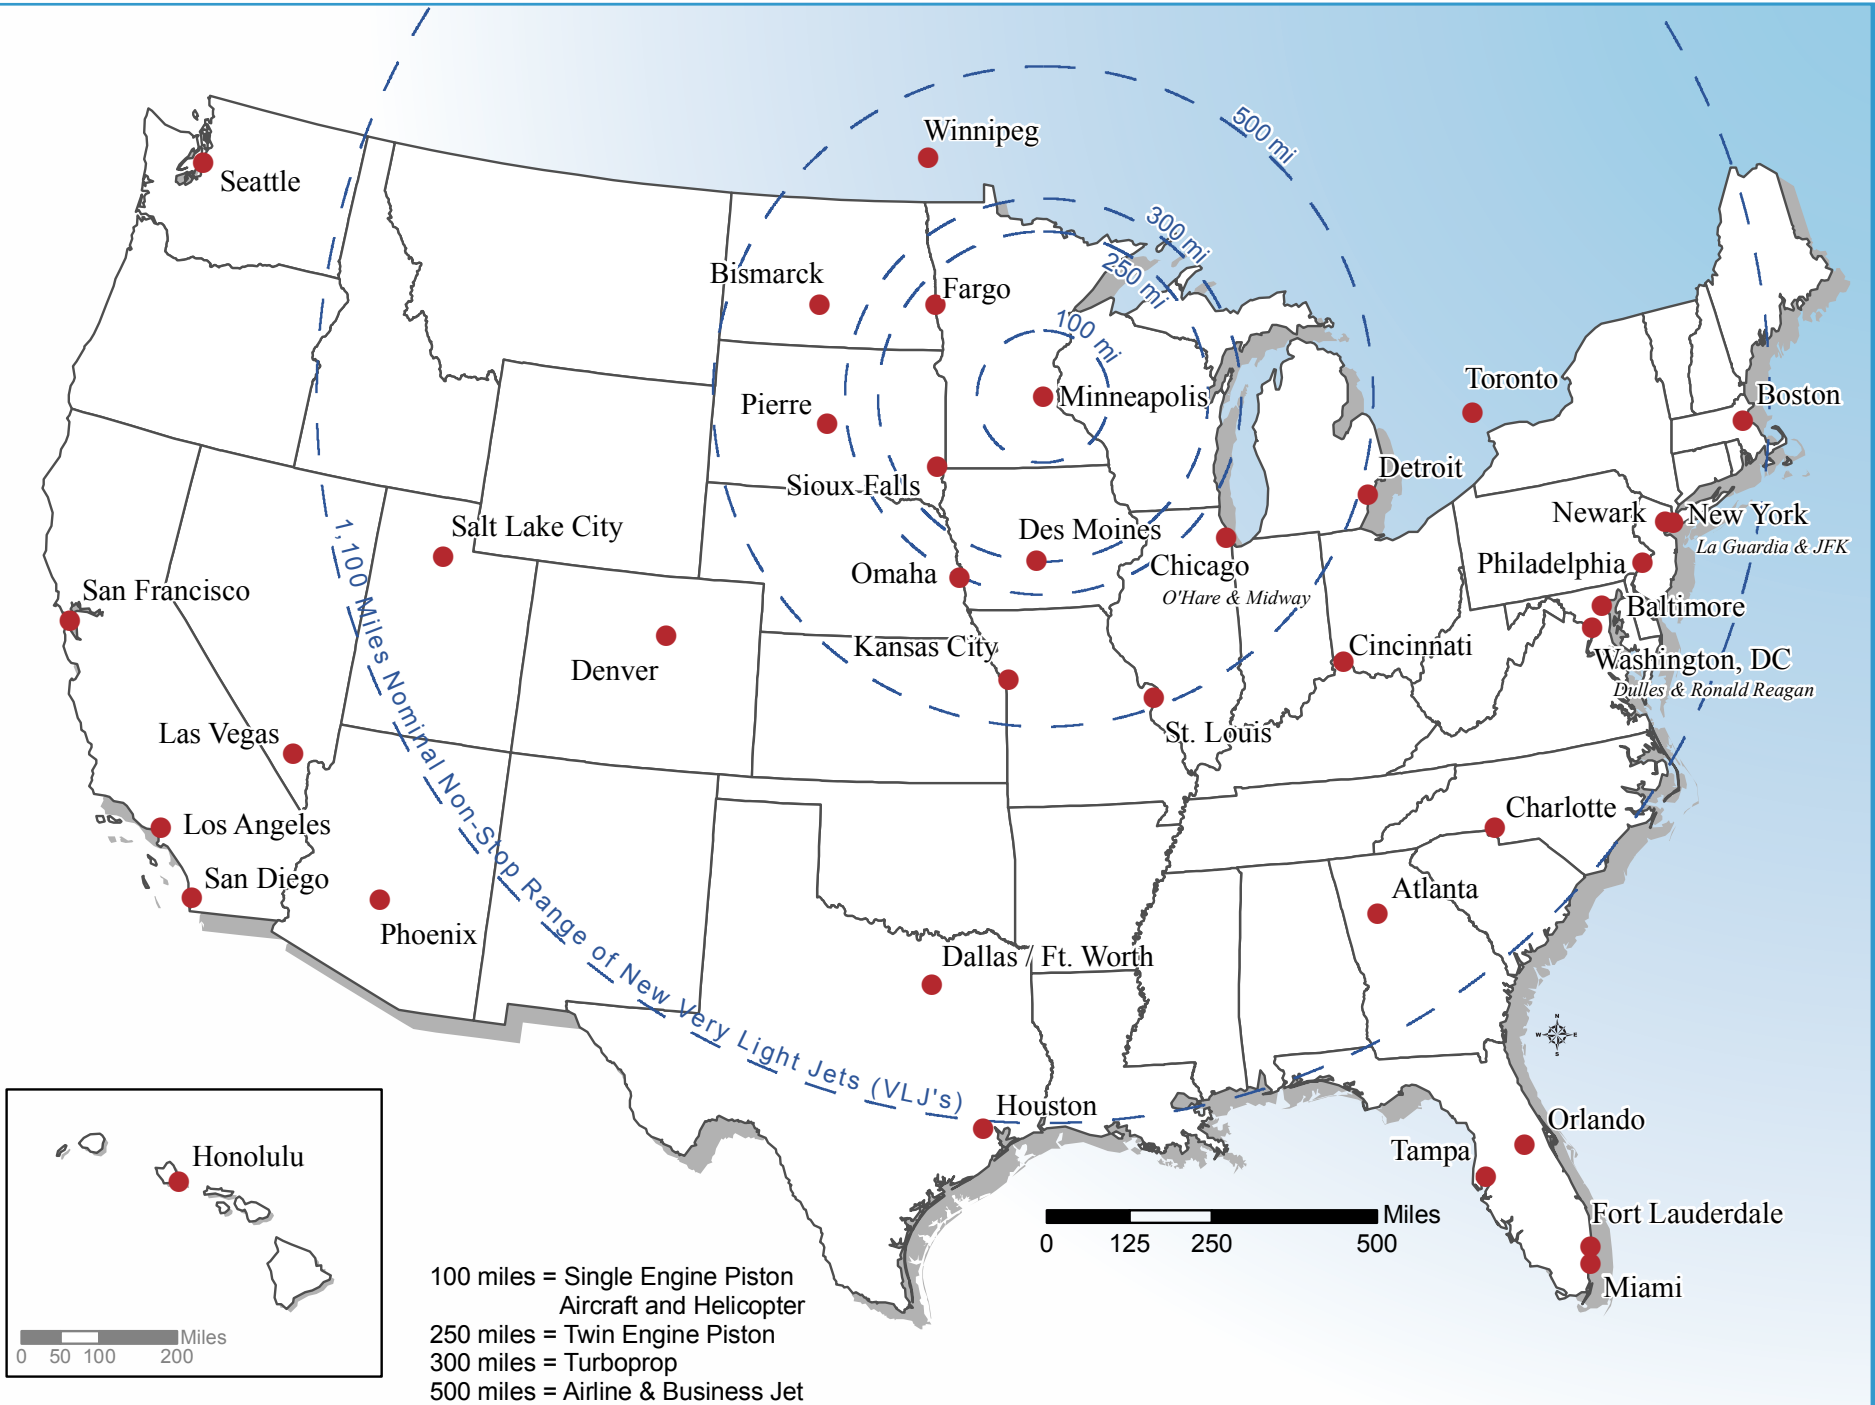 500 mi
Winnipeg
Seattle
300 mi
250 mi
Bismarck
Fargo
100 mi
Minneapolis
Toronto
Boston
Pierre
Detroit
Sioux Falls
Newark
New York
La Guardia & JFK
Salt Lake City
Des Moines
Chicago
O'Hare & Midway
Philadelphia
Omaha
San Francisco
Baltimore
Kansas City
Cincinnati
Washington, DC
Dulles & Ronald Reagan
Denver
Las Vegas
St. Louis
1,100 Miles Nominal Non-Stop Range of New Very Light Jets (VLJ's)
Los Angeles
Charlotte
San Diego
Atlanta
Phoenix
Dallas / Ft. Worth
N
W E
S
Houston
Orlando
Tampa
Honolulu
Fort Lauderdale
Miami
Miles
0 125 250 500
Miles
0 50 100 200
100 miles = Single Engine Piston
Aircraft and Helicopter
250 miles = Twin Engine Piston
300 miles = Turboprop
500 miles = Airline & Business Jet